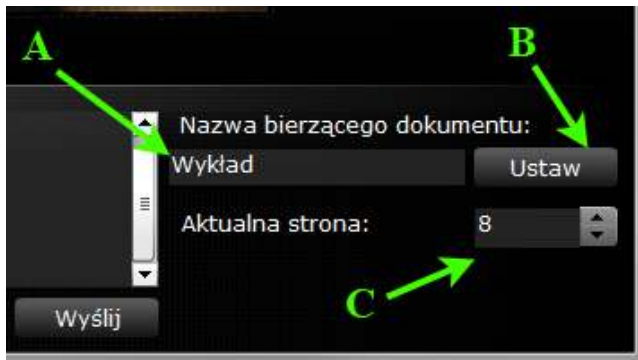 A
B
Nazwa bierzącego dokumentu:
Wykład
Ustaw
Aktualna strona:
8
C
Wyślij